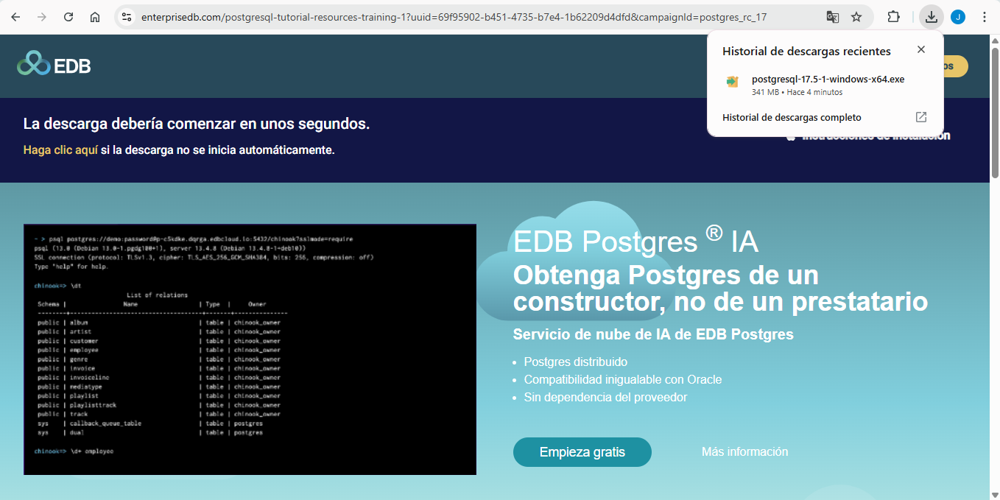 enterprisedb.com/postgresql-tutorial-resources-training-1?uuid=69f95902-b451-4735-b7e4-1b62209d4dfd&campaignId=postgres_rc_17
J
EDB
Historial de descargas recientes
postgresql-17.5-1-windows-x64.exe
341 MB • Hace 4 minutos
Historial de descargas completo
os
La descarga debería comenzar en unos segundos.
Haga clic aquí si la descarga no se inicia automáticamente.
Instrucciones de instalación
~ > psql postgres://demo:password@p-c5kdke.dqrga.edbcloud.io:5432/chinook?sslmode=require
psql (13.0 (Debian 13.0-1.pgdg100+1), server 13.4.8 (Debian 13.4.8-1+deb10))
SSL connection (protocol: TLSv1.3, cipher: TLS_AES_256_GCM_SHA384, bits: 256, compression: off)
Type "help" for help.
chinook=> \dt
List of relations
Schema | Name | Type | Owner
public | album | table | chinook_owner
public | artist | table | chinook_owner
public | customer | table | chinook_owner
public | employee | table | chinook_owner
public | genre | table | chinook_owner
public | invoice | table | chinook_owner
public | invoiceline | table | chinook_owner
public | mediatype | table | chinook_owner
public | playlist | table | chinook_owner
public | playlisttrack | table | chinook_owner
public | track | table | chinook_owner
sys | callback_queue_table | table | postgres
sys | dual | table | postgres
chinook=> \d+ employee
EDB Postgres ® IA
Obtenga Postgres de un
constructor, no de un prestatario
Servicio de nube de IA de EDB Postgres
• Postgres distribuido
• Compatibilidad inigualable con Oracle
• Sin dependencia del proveedor
Empieza gratis
Más información